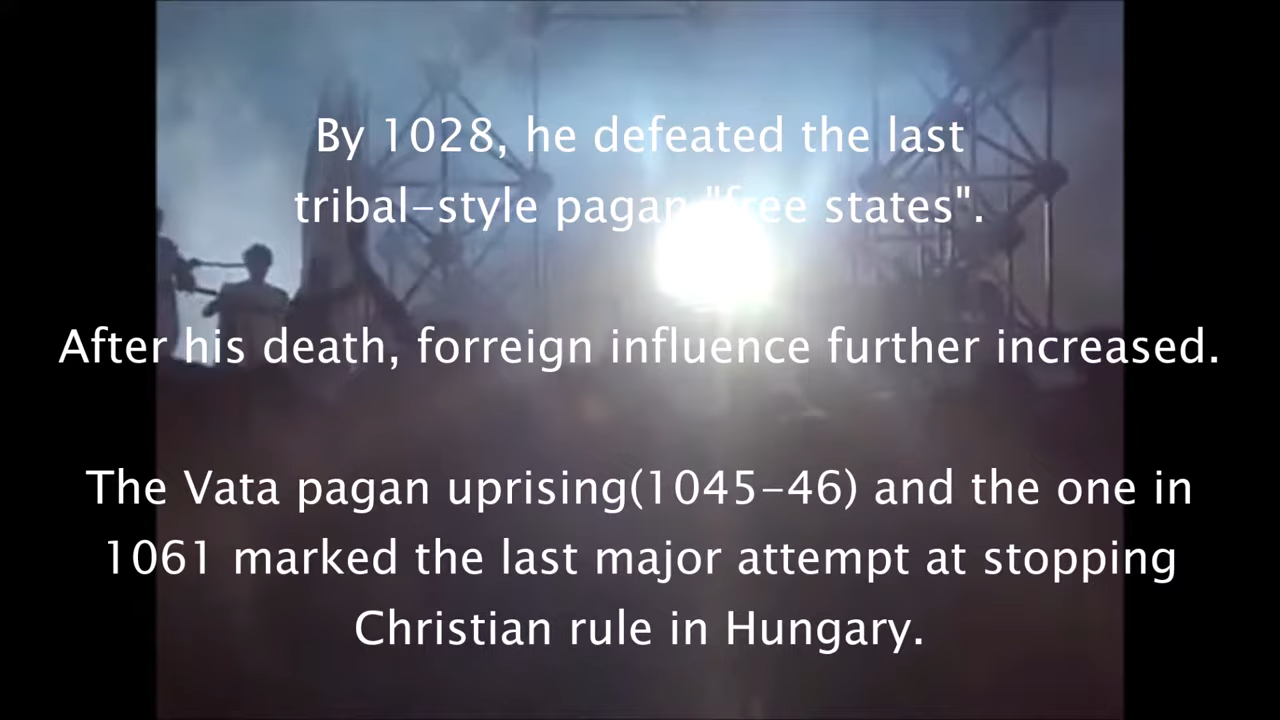 By 1028, he defeated the last
tribal-style pagan "free states".
After his death, forreign influence further increased.
The Vata pagan uprising(1045-46) and the one in
1061 marked the last major attempt at stopping
Christian rule in Hungary.